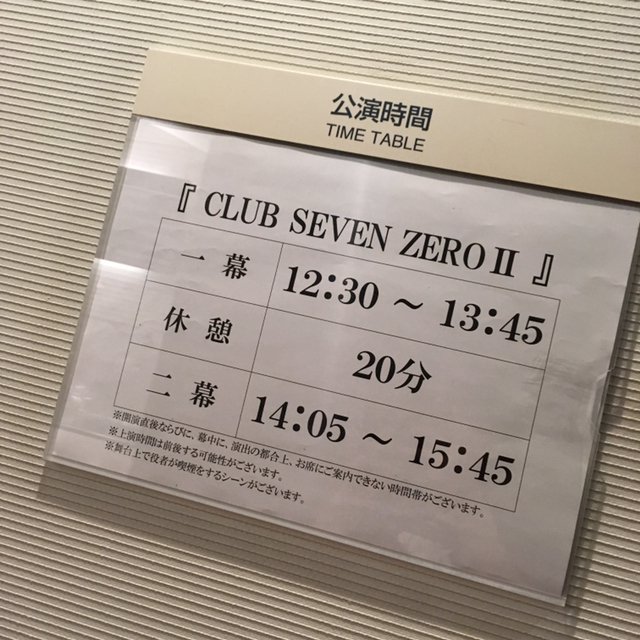 公演時間
TIME TABLE
『 CLUB SEVEN ZEROⅡ 』
一 幕 12:30 ～ 13:45
休 憩 20分
二 幕 14:05 ～ 15:45
※開演直後ならびに、幕中に、演出の都合上、お席にご案内できない時間帯がございます。
※上演時間は前後する可能性がございます。
※舞台上で役者が喫煙をするシーンがございます。